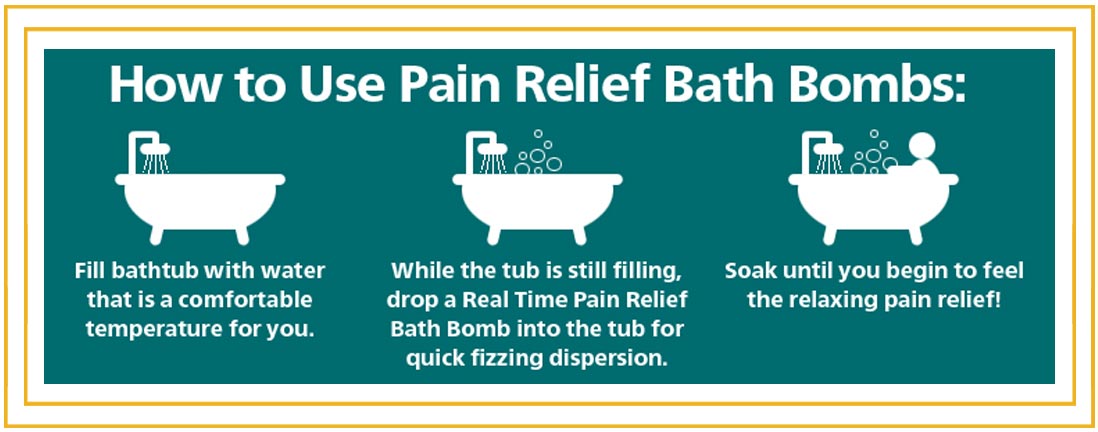 How to Use Pain Relief Bath Bombs:
Fill bathtub with water
that is a comfortable
temperature for you.
While the tub is still filling,
drop a Real Time Pain Relief
Bath Bomb into the tub for
quick fizzing dispersion.
Soak until you begin to feel
the relaxing pain relief!